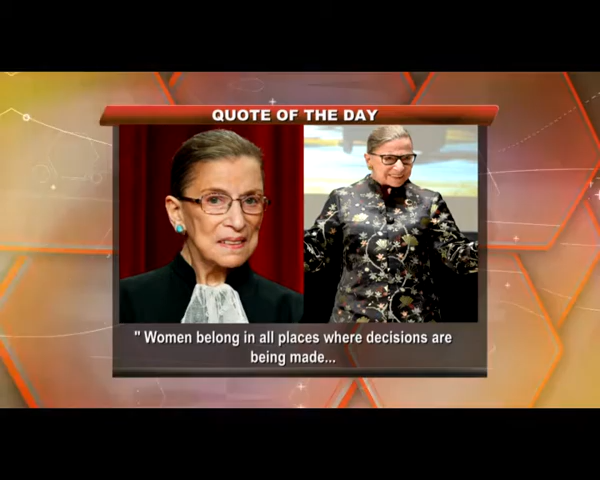 QUOTE OF THE DAY
" Women belong in all places where decisions are
being made...